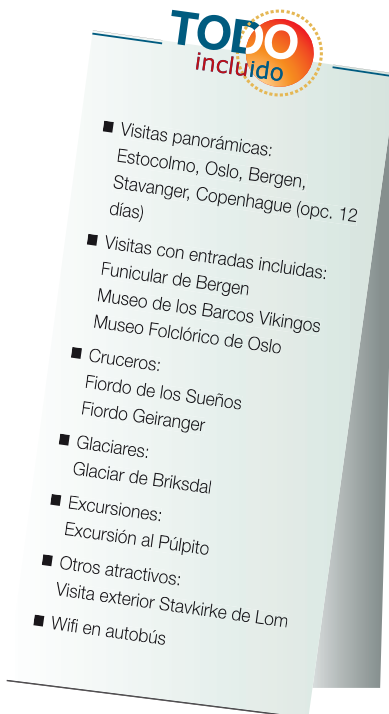 TODO
incluido
■ Visitas panorámicas:
Estocolmo, Oslo, Bergen,
Stavanger, Copenhague (opc. 12
días)
■ Visitas con entradas incluidas:
Funicular de Bergen
Museo de los Barcos Vikingos
Museo Folclórico de Oslo
■ Cruceros:
Fiordo de los Sueños
Fiordo Geiranger
■ Glaciares:
Glaciar de Briksdal
■ Excursiones:
Excursión al Púlpito
■ Otros atractivos:
Visita exterior Stavkirke de Lom
■ Wifi en autobús